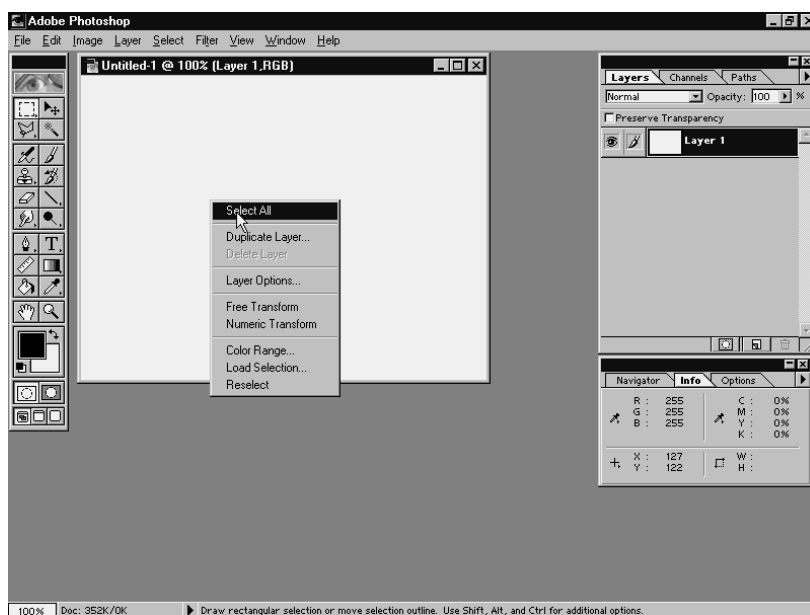 Adobe Photoshop
File Edit Image Layer Select Filter View Window Help
Untitled-1 @ 100% (Layer 1,RGB)
Select All
Duplicate Layer...
Delete Layer
Layer Options...
Free Transform
Numeric Transform
Color Range...
Load Selection...
Reselect
T
Layers Channels Paths
Normal Opacity: 100 %
Preserve Transparency
Layer 1
Navigator Info Options
R : 255 C : 0%
G : 255 M : 0%
B : 255 Y : 0%
K : 0%
X : 127 W :
Y : 122 H :
100% Doc: 352K/0K Draw rectangular selection or move selection outline. Use Shift, Alt, and Ctrl for additional options.